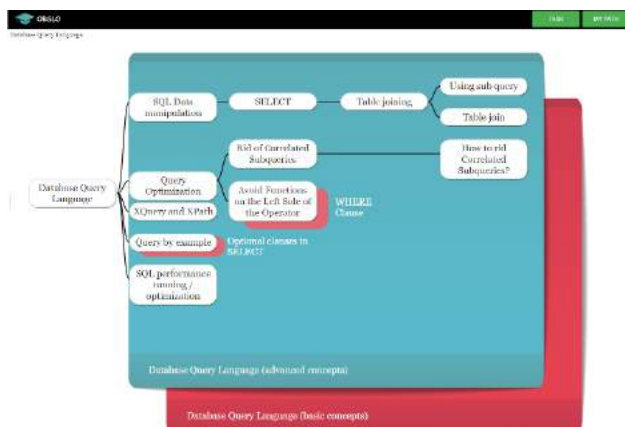 OBSLO
TASK
MY PATH
Database Query Language
SQL Data
manipulation
SELECT
Table joining
Using sub-query
Table join
Rid of Correlated
Subqueries
How to rid
Correlated
Subqueries?
Database Query
Language
Query
Optimization
Avoid Functions
on the Left Side of
the Operator
WHERE
Clause
XQuery and XPath
Query by example
Optional clauses in
SELECT
SQL performance
tunning /
optimization
Database Query Language (advanced concepts)
Database Query Language (basic concepts)